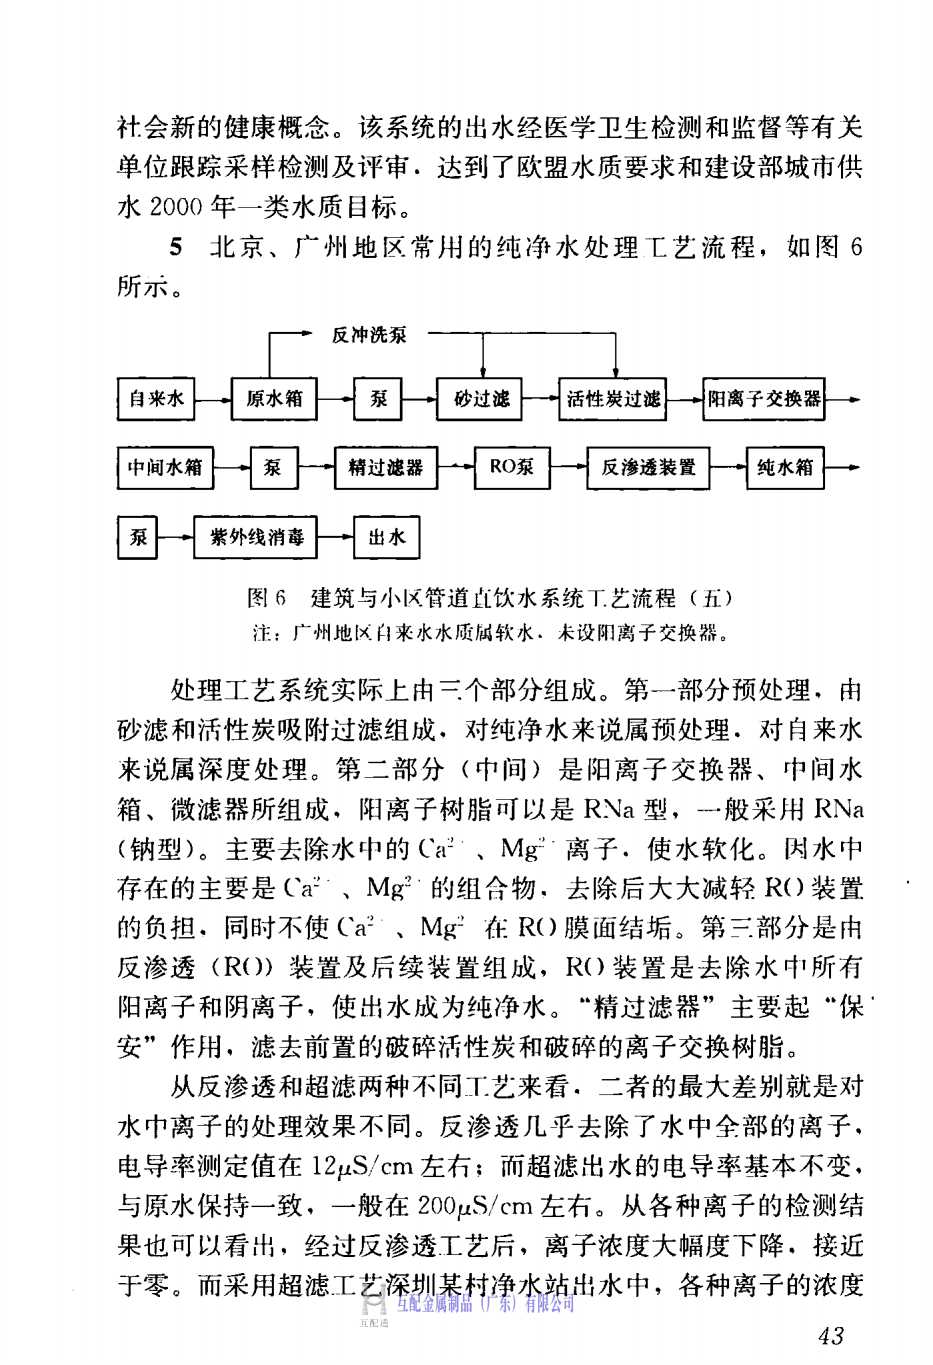 社会新的健康概念。该系统的出水经医学卫生检测和监督等有关
单位跟踪采样检测及评审，达到了欧盟水质要求和建设部城市供
水 2000 年一类水质目标。
5 北京、广州地区常用的纯净水处理工艺流程，如图 6
所示。
反冲洗泵
自来水 原水箱 泵 砂过滤 活性炭过滤 阳离子交换器
中间水箱 泵 精过滤器 RO泵 反渗透装置 纯水箱
泵 紫外线消毒 出水
图 6 建筑与小区管道直饮水系统工艺流程（五）
注：广州地区自来水水质属软水，未设阳离子交换器。
处理工艺系统实际上由三个部分组成。第一部分预处理，由
砂滤和活性炭吸附过滤组成，对纯净水来说属预处理，对自来水
来说属深度处理。第二部分（中间）是阳离子交换器、中间水
箱、微滤器所组成，阳离子树脂可以是 RNa 型，一般采用 RNa
（钠型）。主要去除水中的 Ca²⁺、Mg²⁺离子，使水软化。因水中
存在的主要是 Ca²⁺、Mg²⁺的组合物，去除后大大减轻 RO 装置
的负担，同时不使 Ca²⁺、Mg²⁺在 RO 膜面结垢。第三部分是由
反渗透（RO）装置及后续装置组成，RO 装置是去除水中所有
阳离子和阴离子，使出水成为纯净水。“精过滤器”主要起“保
安”作用，滤去前置的破碎活性炭和破碎的离子交换树脂。
从反渗透和超滤两种不同工艺来看，二者的最大差别就是对
水中离子的处理效果不同。反渗透几乎去除了水中全部的离子，
电导率测定值在 12μS/cm 左右；而超滤出水的电导率基本不变，
与原水保持一致，一般在 200μS/cm 左右。从各种离子的检测结
果也可以看出，经过反渗透工艺后，离子浓度大幅度下降，接近
于零。而采用超滤工艺深圳某村净水站出水中，各种离子的浓度
互配金属制品（广东）有限公司
互配通
43